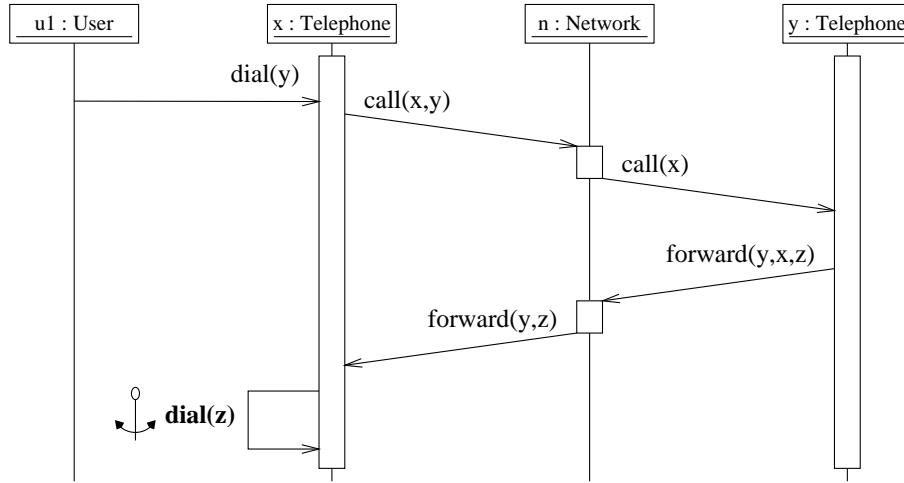 u1 : User
x : Telephone
n : Network
y : Telephone
dial(y)
call(x,y)
call(x)
forward(y,x,z)
forward(y,z)
dial(z)